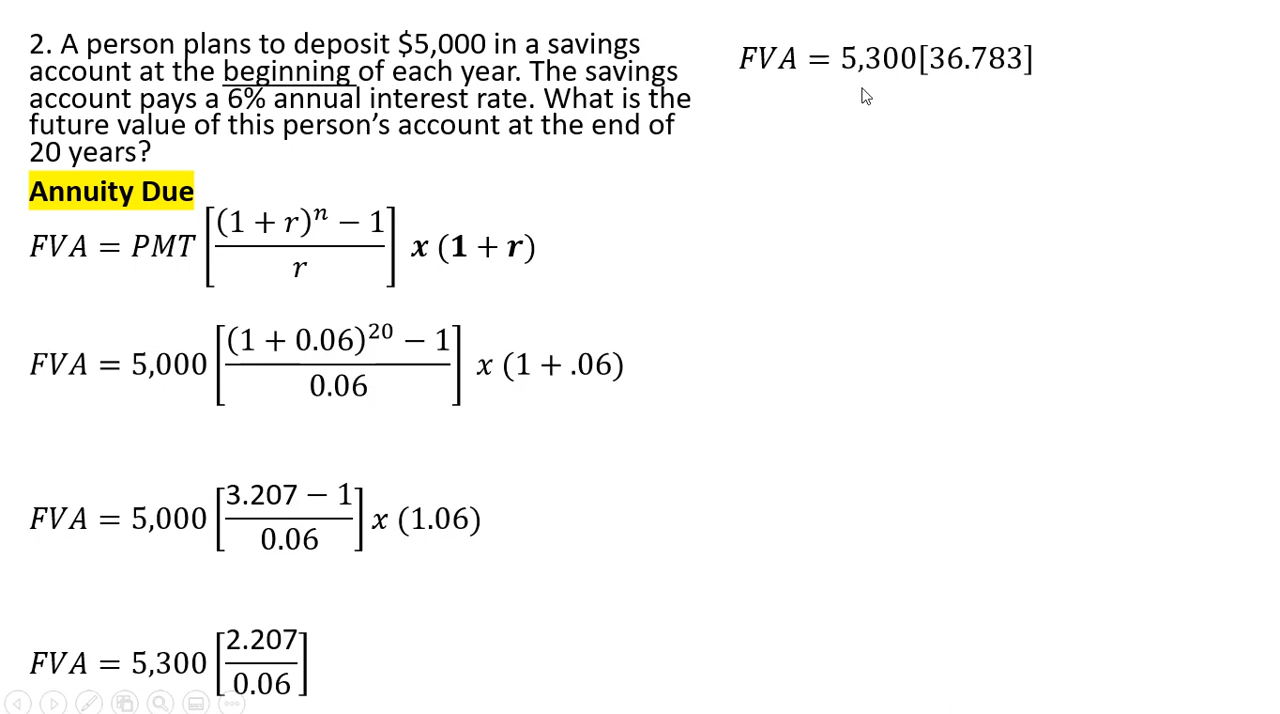 2. A person plans to deposit $5,000 in a savings
account at the beginning of each year. The savings
account pays a 6% annual interest rate. What is the
future value of this person's account at the end of
20 years?
Annuity Due
FVA = PMT [((1 + r)^n − 1)/r] x (1 + r)
FVA = 5,000 [((1 + 0.06)^20 − 1)/0.06] x (1 + .06)
FVA = 5,000 [(3.207 − 1)/0.06] x (1.06)
FVA = 5,300 [2.207/0.06]
FVA = 5,300[36.783]